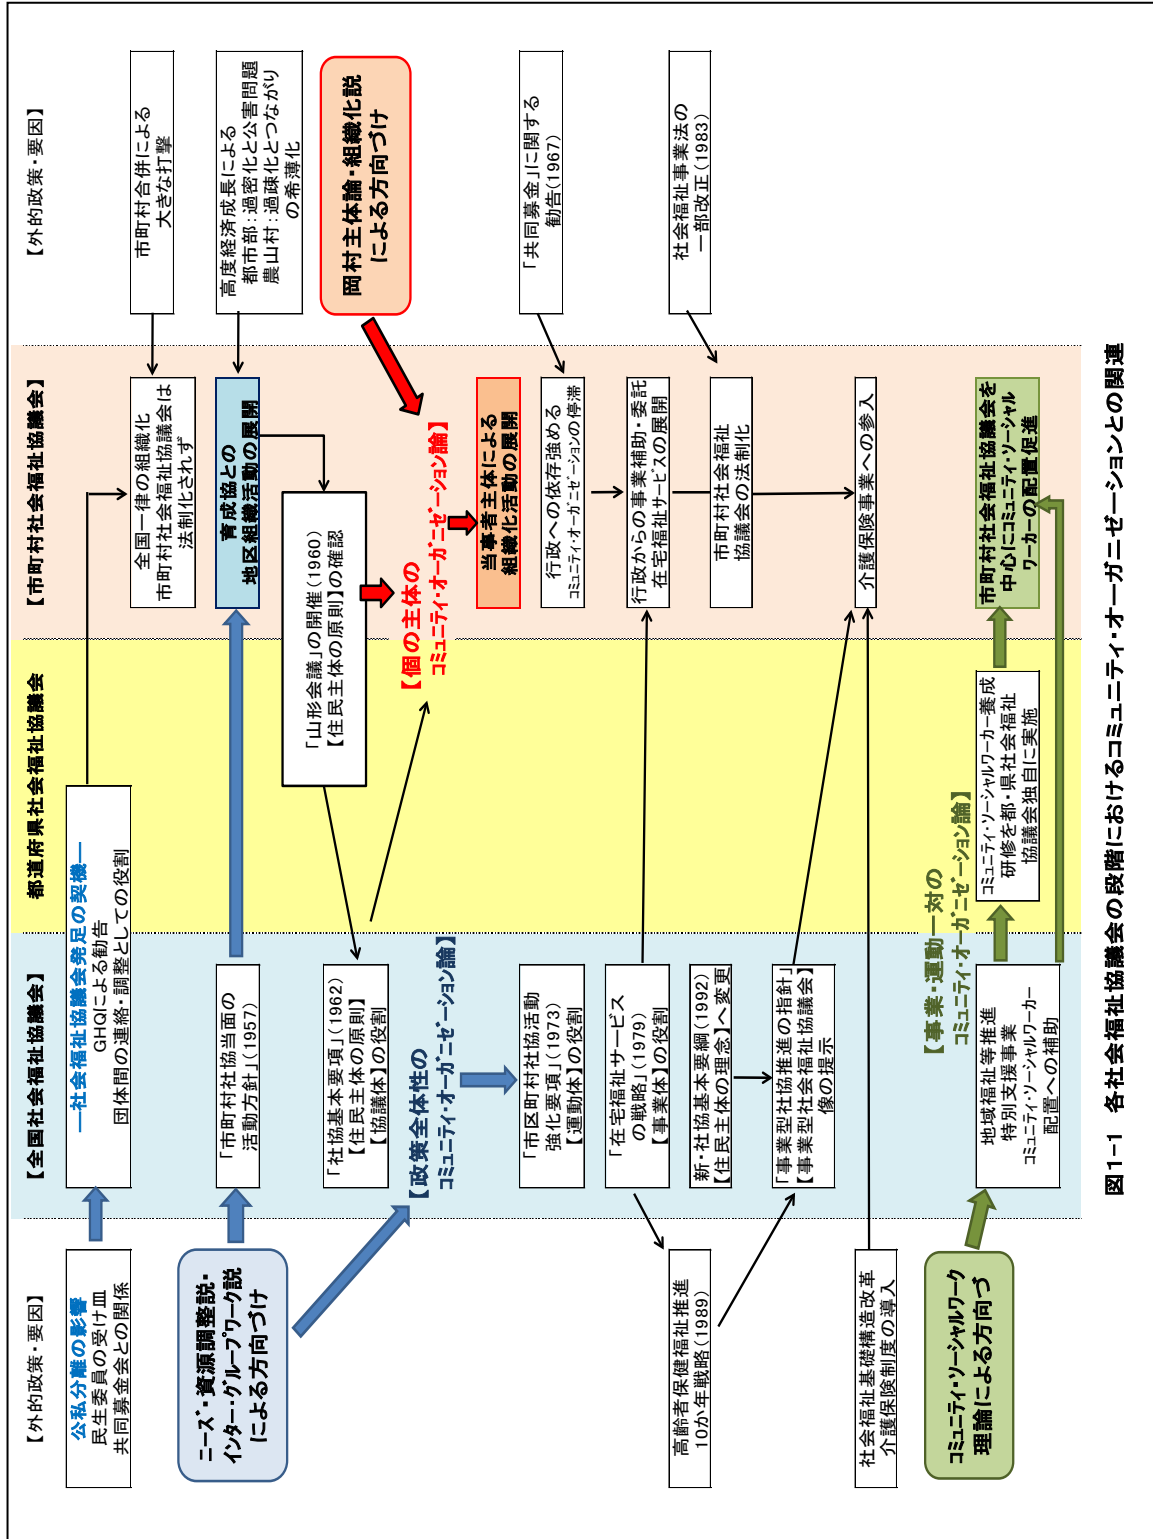 【外的政策・要因】
【全国社会福祉協議会】
都道府県社会福祉協議会
【市町村社会福祉協議会】
【外的政策・要因】
公私分離の影響
民生委員の受け皿
共同募金会との関係
―社会福祉協議会発足の契機―
GHQによる勧告
団体間の連絡・調整としての役割
全国一律の組織化
市町村社会福祉協議会は
法制化されず
市町村合併による
大きな打撃
ニーズ・資源調整説・
インター・グループワーク説
による方向づけ
「市町村社協当面の
活動方針」(1957)
育成協との
地区組織活動の展開
高度経済成長による
都市部：過密化と公害問題
農山村：過疎化とつながり
の希薄化
「山形会議」の開催(1960)
【住民主体の原則】の確認
「社協基本要項」(1962)
【住民主体の原則】
【協議体】の役割
岡村主体論・組織化説
による方向づけ
【政策全体性の
コミュニティ・オーガニゼーション論】
【個の主体の
コミュニティ・オーガニゼーション論】
当事者主体による
組織化活動の展開
「市区町村社協活動
強化要項」(1973)
【運動体】の役割
行政への依存強める
コミュニティ・オーガニゼーションの停滞
「共同募金」に関する
勧告(1967)
「在宅福祉サービス
の戦略」(1979)
【事業体】の役割
行政からの事業補助・委託
在宅福祉サービスの展開
高齢者保健福祉推進
10か年戦略(1989)
新・社協基本要綱(1992)
【住民主体の理念】へ変更
市町村社会福祉
協議会の法制化
社会福祉事業法の
一部改正(1983)
「事業型社協推進の指針」
【事業型社会福祉協議会】
像の提示
社会福祉基礎構造改革
介護保険制度の導入
介護保険事業への参入
【事業・運動一対の
コミュニティ・オーガニゼーション論】
コミュニティ・ソーシャルワーク
理論による方向づ
地域福祉等推進
特別支援事業
コミュニティ・ソーシャルワーカー
配置への補助
コミュニティ・ソーシャルワーカー養成
研修を都・県社会福祉
協議会独自に実施
市町村社会福祉協議会を
中心にコミュニティ・ソーシャル
ワーカーの配置促進
図1-1　各社会福祉協議会の段階におけるコミュニティ・オーガニゼーションとの関連